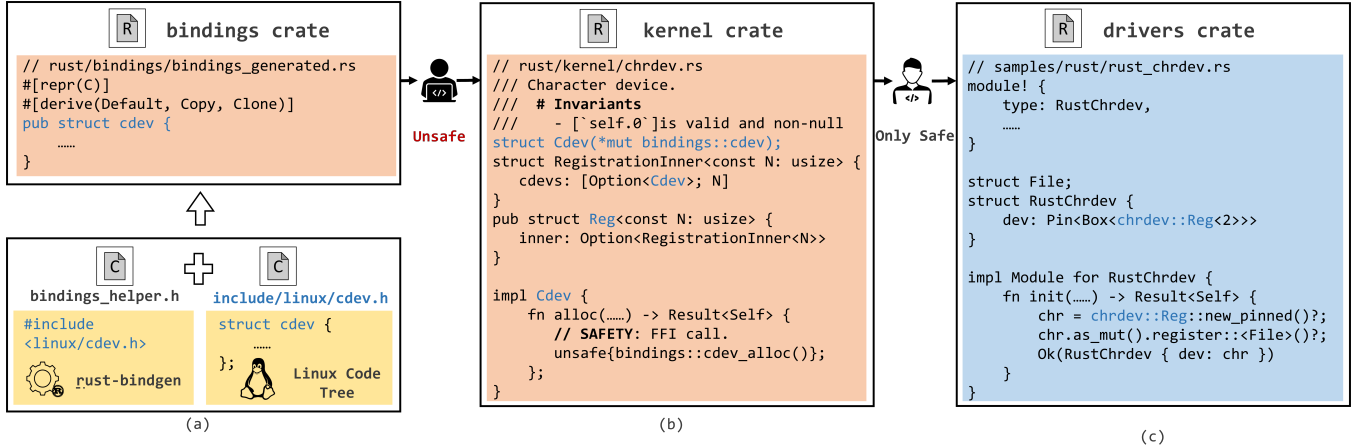 R
bindings crate
// rust/bindings/bindings_generated.rs
#[repr(C)]
#[derive(Default, Copy, Clone)]
pub struct cdev {
……
}
C
C
bindings_helper.h
include/linux/cdev.h
#include
<linux/cdev.h>
rust-bindgen
struct cdev {
……
};
Linux Code
Tree
(a)
</>
Unsafe
R
kernel crate
// rust/kernel/chrdev.rs
/// Character device.
///  # Invariants
///    - [`self.0`]is valid and non-null
struct Cdev(*mut bindings::cdev);
struct RegistrationInner<const N: usize> {
cdevs: [Option<Cdev>; N]
}
pub struct Reg<const N: usize> {
inner: Option<RegistrationInner<N>>
}
impl Cdev {
fn alloc(……) -> Result<Self> {
// SAFETY: FFI call.
unsafe{bindings::cdev_alloc()};
};
}
(b)
</>
Only Safe
R
drivers crate
// samples/rust/rust_chrdev.rs
module! {
type: RustChrdev,
……
}
struct File;
struct RustChrdev {
dev: Pin<Box<chrdev::Reg<2>>>
}
impl Module for RustChrdev {
fn init(……) -> Result<Self> {
chr = chrdev::Reg::new_pinned()?;
chr.as_mut().register::<File>()?;
Ok(RustChrdev { dev: chr })
}
}
(c)